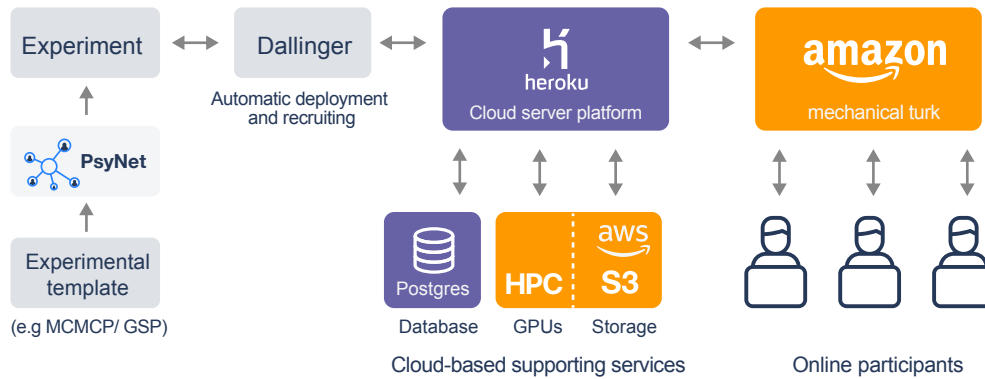 Experiment
Dallinger
Automatic deployment
and recruiting
heroku
Cloud server platform
amazon
mechanical turk
PsyNet
Experimental
template
(e.g MCMCP/ GSP)
Postgres
HPC
aws
S3
Database
GPUs
Storage
Cloud-based supporting services
Online participants